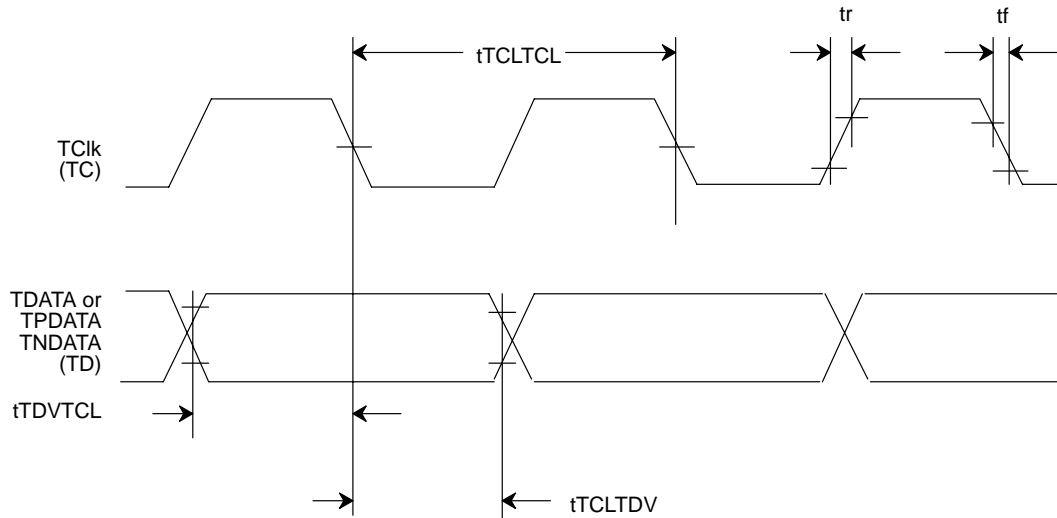 tr
tf
tTCLTCL
TClk
(TC)
TDATA or
TPDATA
TNDATA
(TD)
tTDVTCL
tTCLTDV